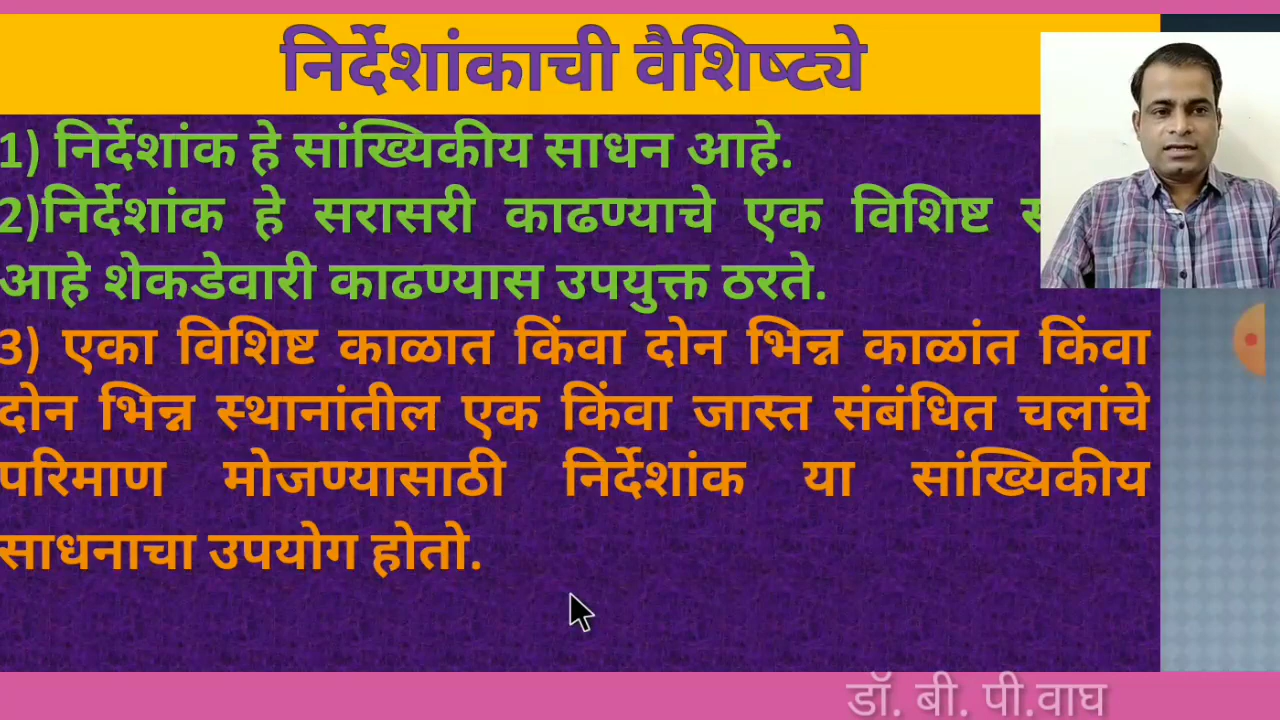 निर्देशांकाची वैशिष्ट्ये
1) निर्देशांक हे सांख्यिकीय साधन आहे.
2)निर्देशांक हे सरासरी काढण्याचे एक विशिष्ट
आहे शेकडेवारी काढण्यास उपयुक्त ठरते.
3) एका विशिष्ट काळात किंवा दोन भिन्न काळांत किंवा
दोन भिन्न स्थानांतील एक किंवा जास्त संबंधित चलांचे
परिमाण मोजण्यासाठी निर्देशांक या सांख्यिकीय
साधनाचा उपयोग होतो.
डॉ. बी. पी.वाघ